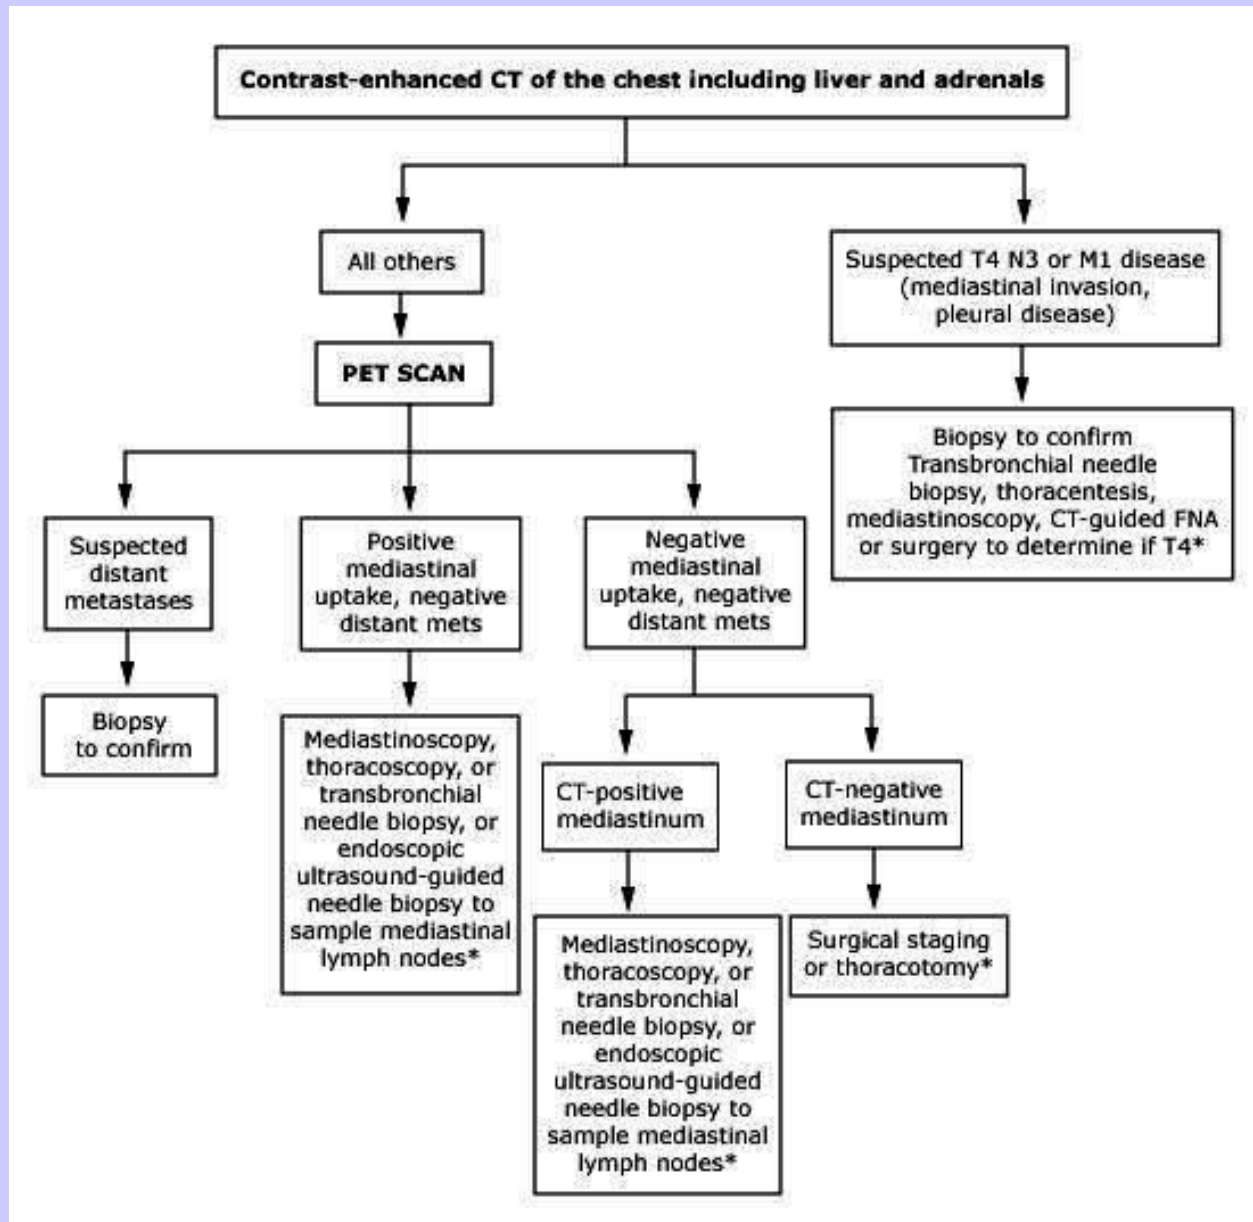 Contrast-enhanced CT of the chest including liver and adrenals
All others
Suspected T4 N3 or M1 disease
(mediastinal invasion,
pleural disease)
PET SCAN
Biopsy to confirm
Transbronchial needle
biopsy, thoracentesis,
mediastinoscopy, CT-guided FNA
or surgery to determine if T4*
Suspected
distant
metastases
Positive
mediastinal
uptake, negative
distant mets
Negative
mediastinal
uptake, negative
distant mets
Biopsy
to confirm
Mediastinoscopy,
thoracoscopy, or
transbronchial
needle biopsy, or
endoscopic
ultrasound-guided
needle biopsy to
sample mediastinal
lymph nodes*
CT-positive
mediastinum
CT-negative
mediastinum
Mediastinoscopy,
thoracoscopy, or
transbronchial
needle biopsy, or
endoscopic
ultrasound-guided
needle biopsy to
sample mediastinal
lymph nodes*
Surgical staging
or thoracotomy*